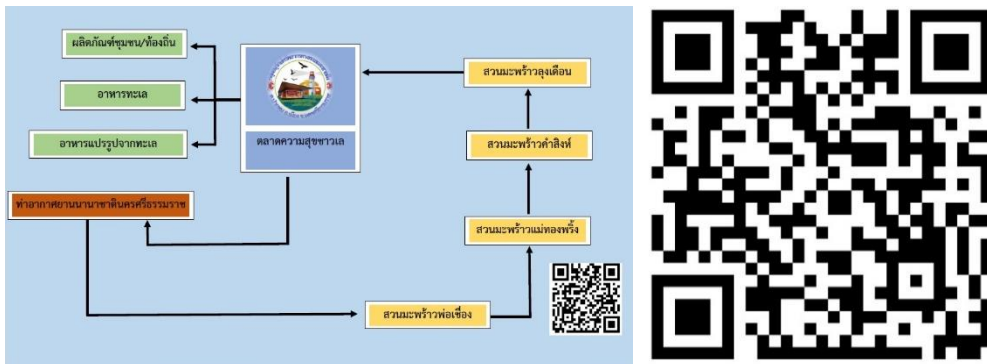 ผลิตภัณฑ์ชุมชน/ท้องถิ่น
อาหารทะเล
อาหารแปรรูปจากทะเล
ตลาดความสุขชาวเล
สวนมะพร้าวลุงเดือน
สวนมะพร้าวคำสิงห์
สวนมะพร้าวแม่ทองพริ้ง
สวนมะพร้าวพ่อเชื่อง
ท่าอากาศยานนานาชาตินครศรีธรรมราช